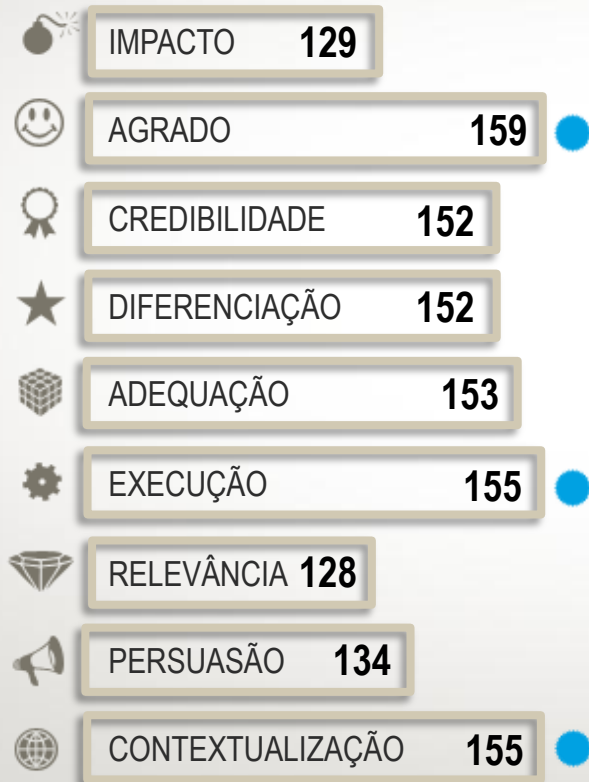 IMPACTO 129
AGRADO 159
CREDIBILIDADE 152
DIFERENCIAÇÃO 152
ADEQUAÇÃO 153
EXECUÇÃO 155
RELEVÂNCIA 128
PERSUASÃO 134
CONTEXTUALIZAÇÃO 155